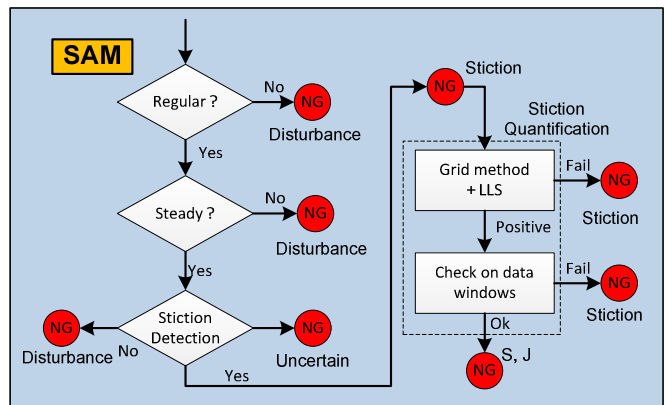 SAM
Regular ?
No
NG
Disturbance
Yes
Steady ?
No
NG
Disturbance
Yes
Stiction
Detection
NG
Disturbance
No
NG
Uncertain
Yes
NG
Stiction
Stiction
Quantification
Grid method
+ LLS
Fail
NG
Stiction
Positive
Check on data
windows
Fail
NG
Stiction
Ok
S, J
NG